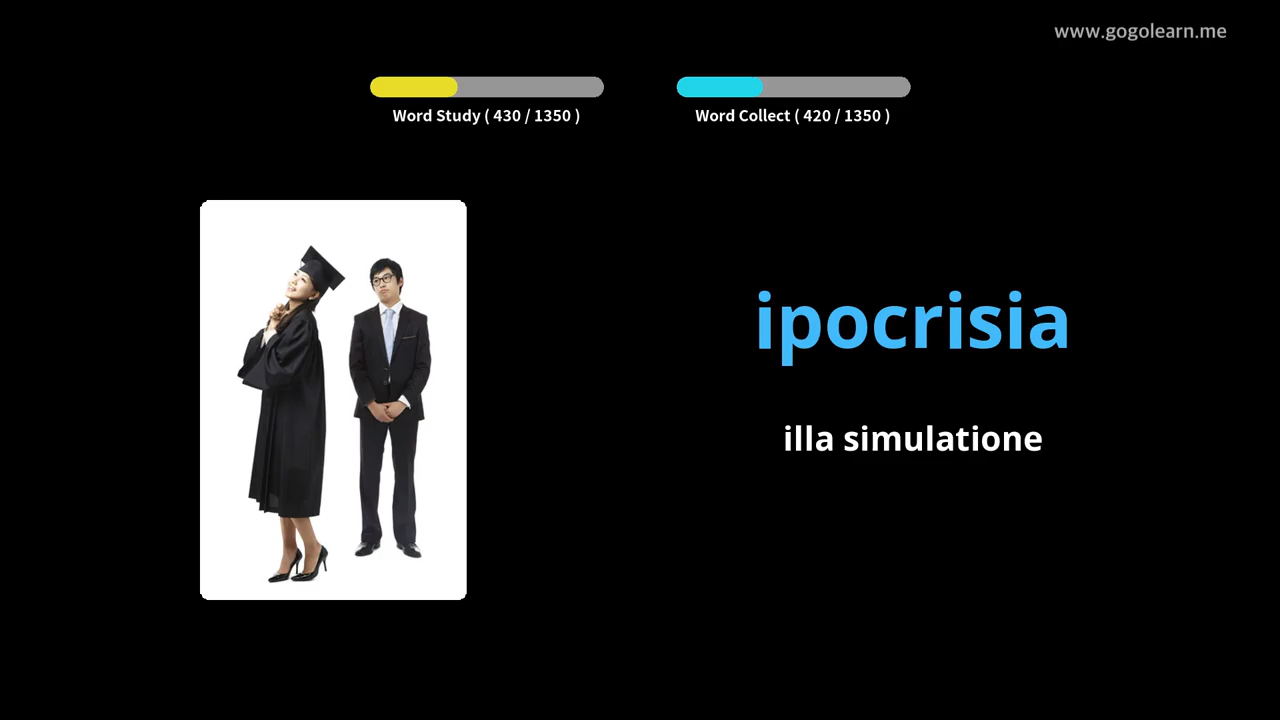 www.gogolearn.me
Word Study ( 430 / 1350 )
Word Collect ( 420 / 1350 )
ipocrisia
illa simulatione